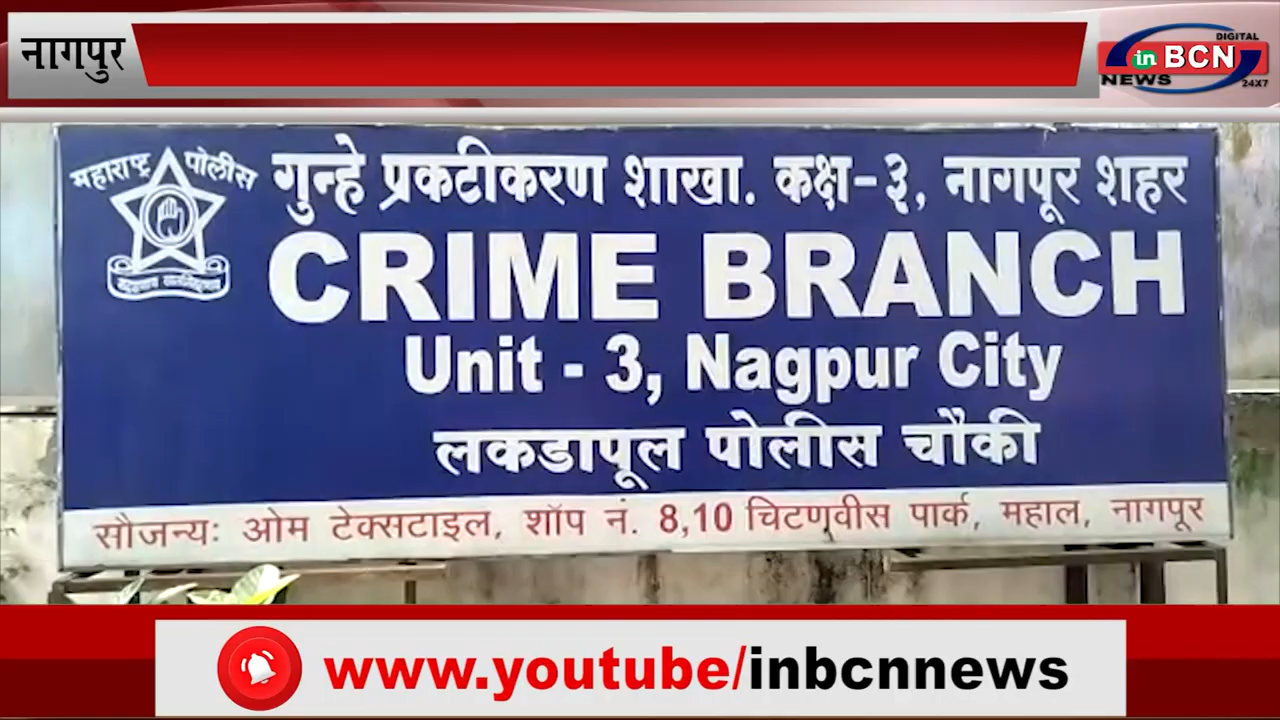 नागपुर
DIGITAL
in BCN
NEWS 24X7
महाराष्ट्र पोलीस
गुन्हे प्रकटीकरण शाखा. कक्ष-३, नागपूर शहर
CRIME BRANCH
Unit - 3, Nagpur City
लकडापूल पोलीस चौकी
सौजन्यः ओम टेक्सटाइल, शॉप नं. 8,10 चिटणवीस पार्क, महाल, नागपूर
www.youtube/inbcnnews